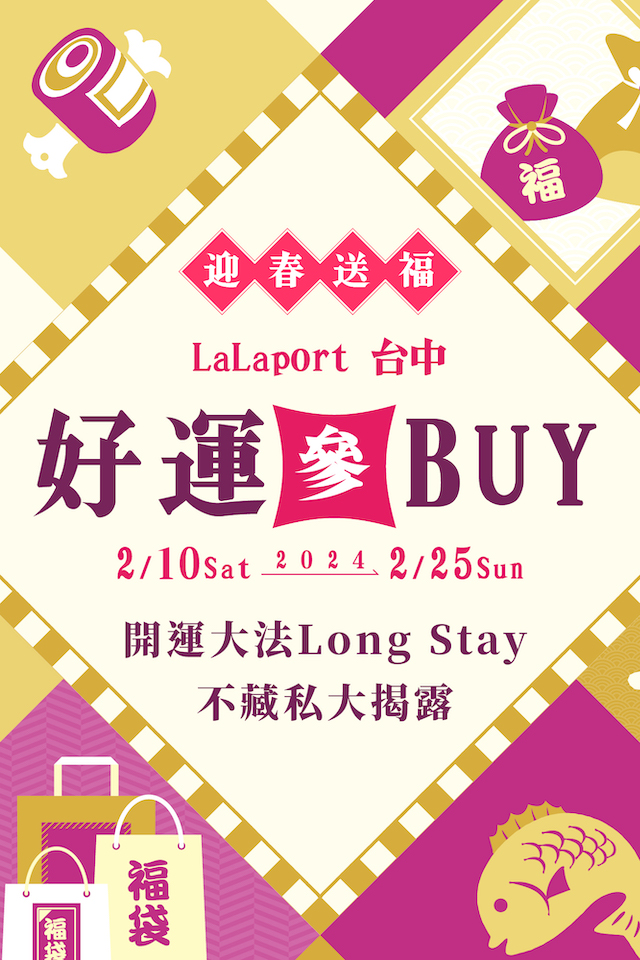 福
迎春送福
LaLaport 台中
好運參BUY
2/10Sat 2024 2/25Sun
開運大法Long Stay
不藏私大揭露
福袋
福袋